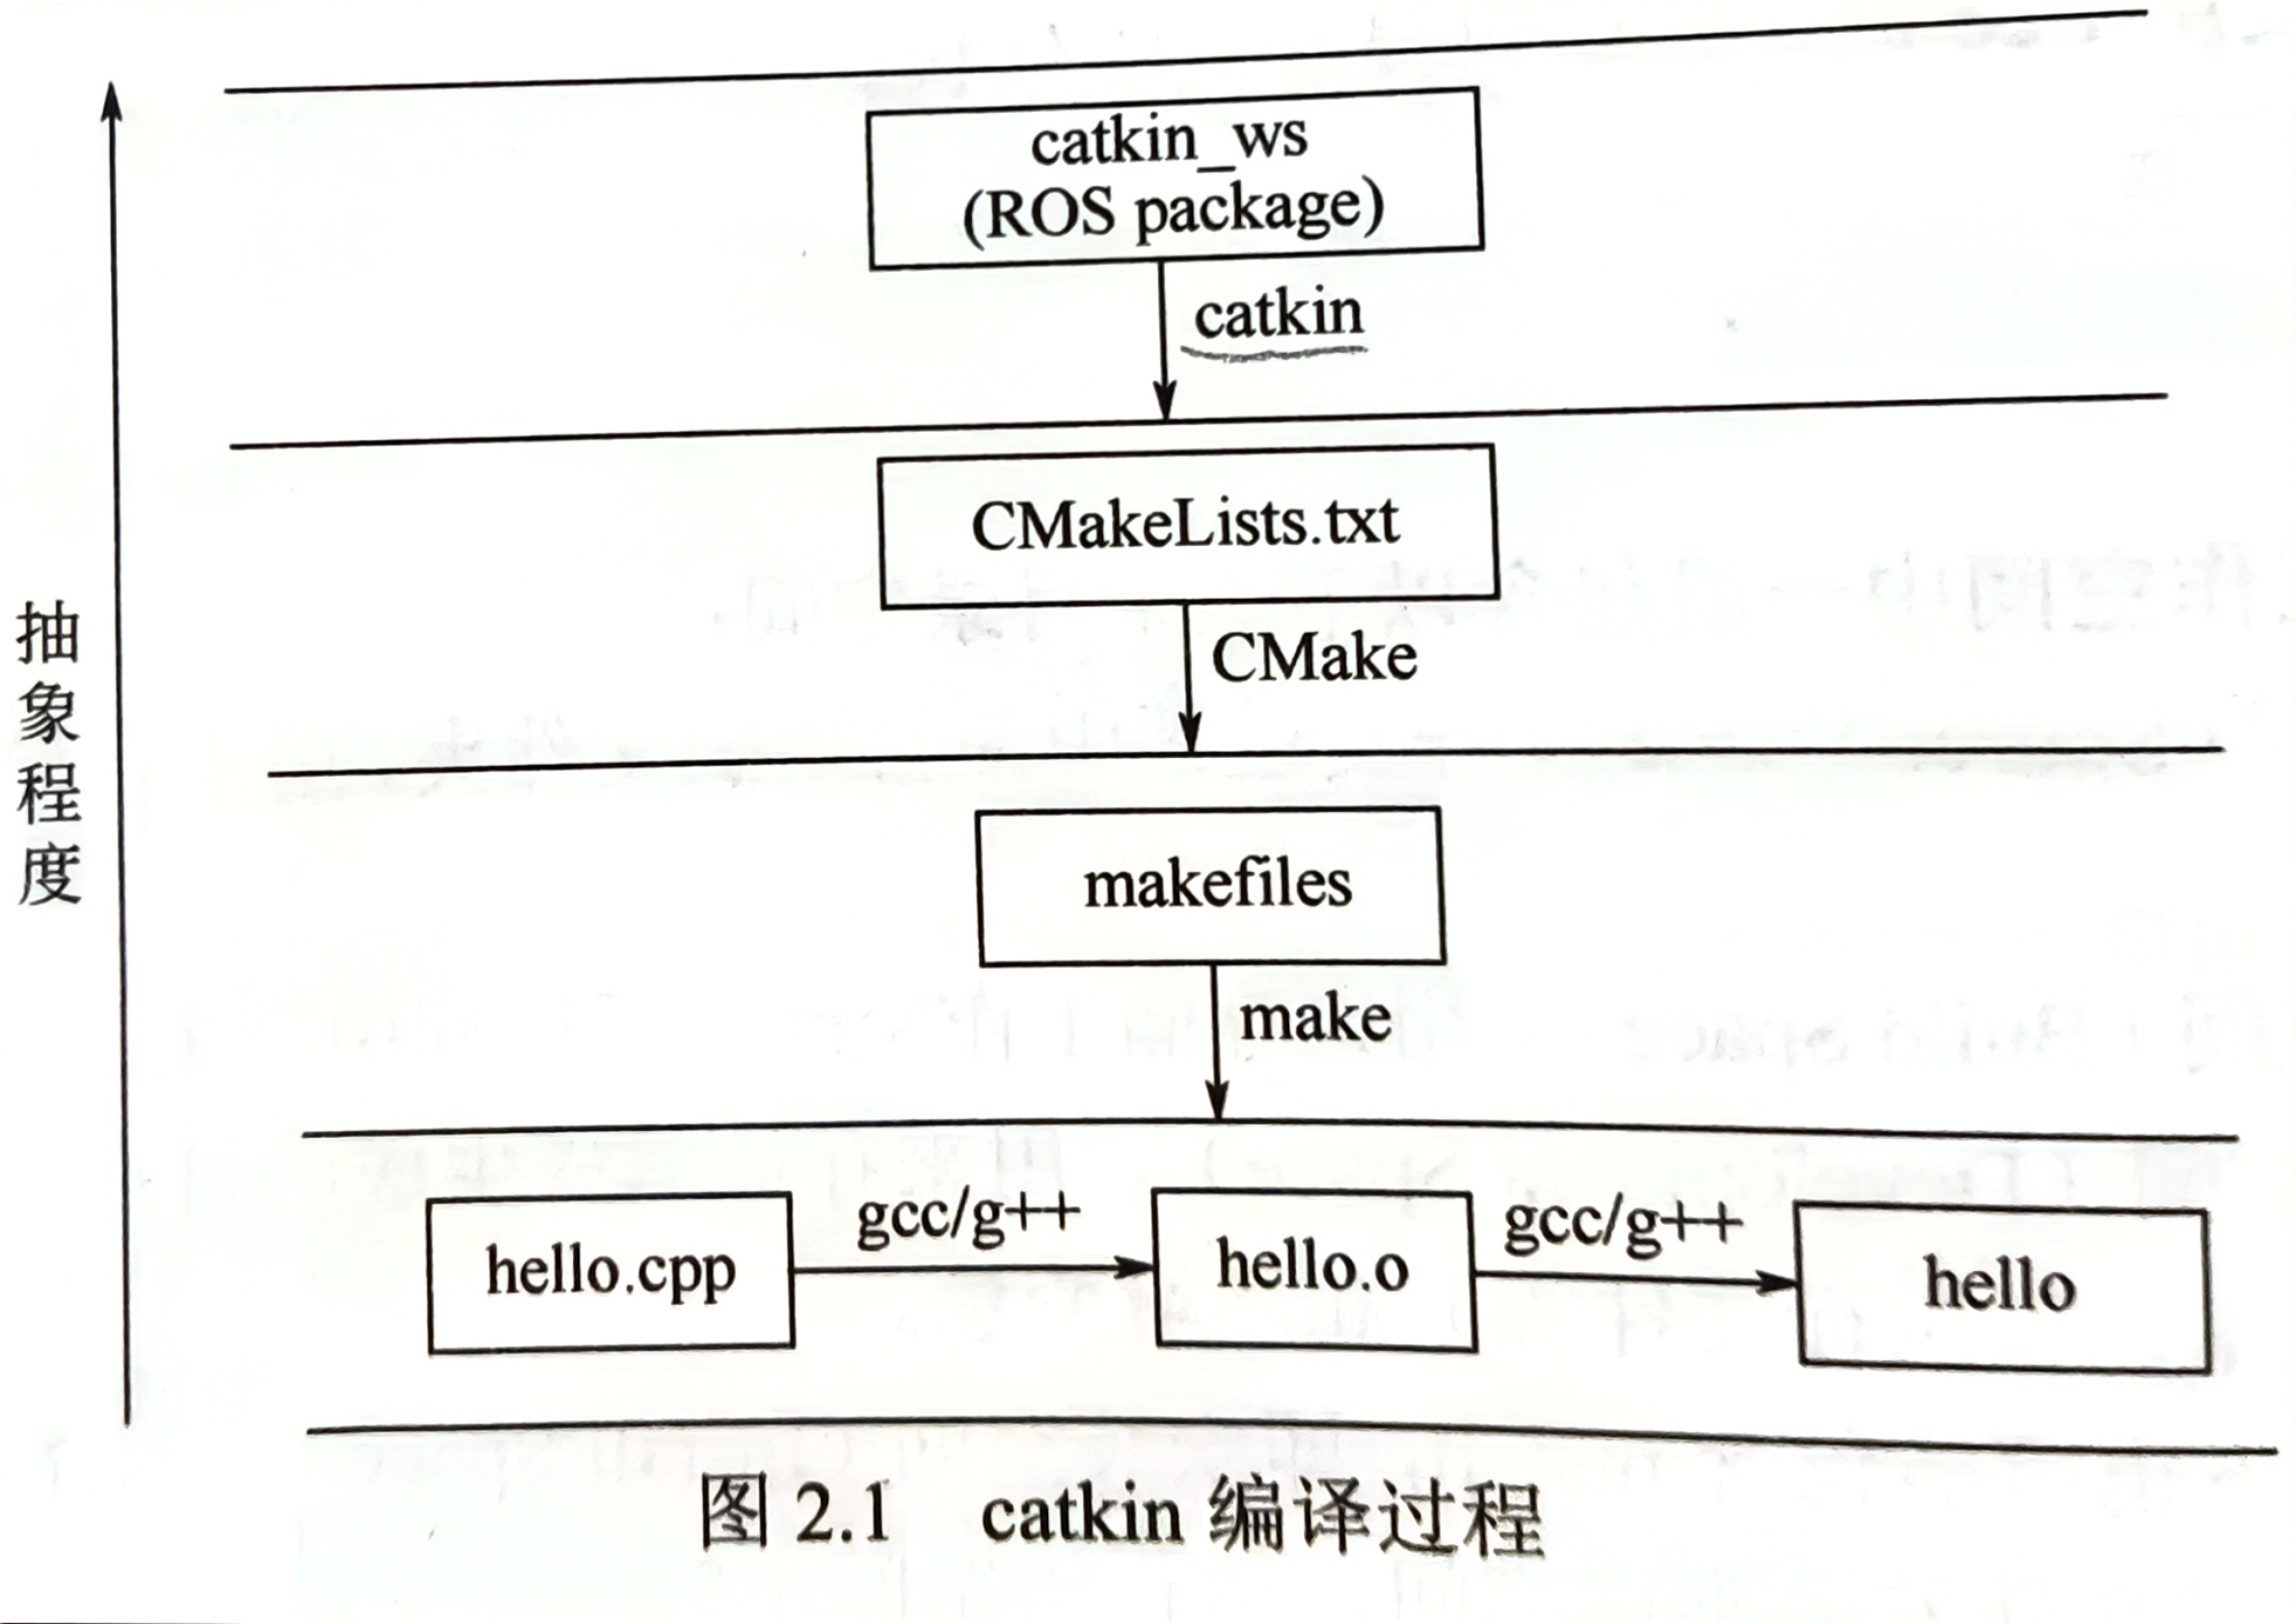 catkin_ws
(ROS package)
catkin
CMakeLists.txt
CMake
抽象程度
makefiles
make
hello.cpp
gcc/g++
hello.o
gcc/g++
hello
图 2.1 catkin 编译过程